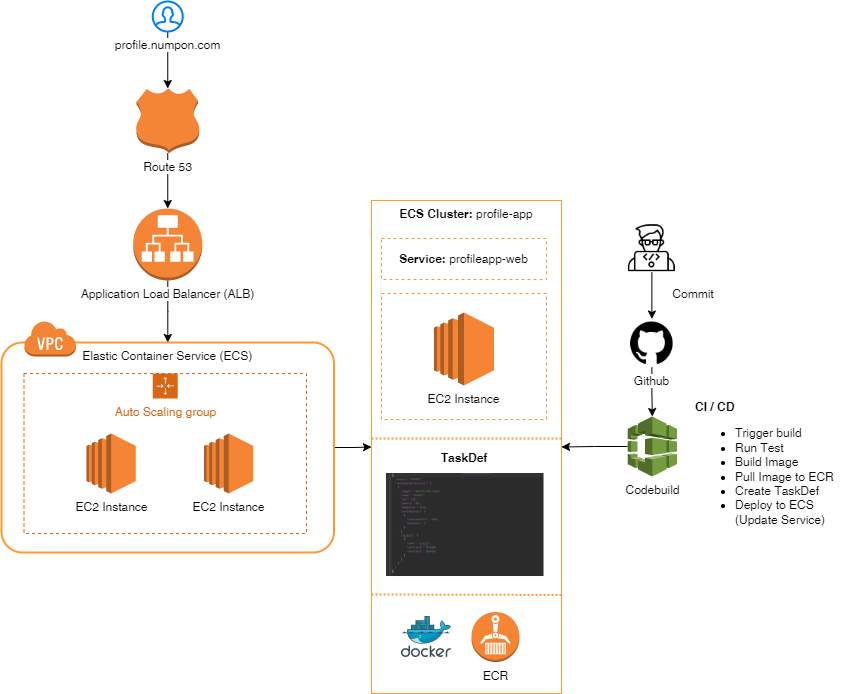 profile.numpon.com
Route 53
Application Load Balancer (ALB)
VPC
Elastic Container Service (ECS)
Auto Scaling group
EC2 Instance
EC2 Instance
ECS Cluster: profile-app
Service: profileapp-web
EC2 Instance
TaskDef
docker
ECR
Commit
Github
CI / CD
Codebuild
Trigger build
Run Test
Build Image
Pull Image to ECR
Create TaskDef
Deploy to ECS
(Update Service)